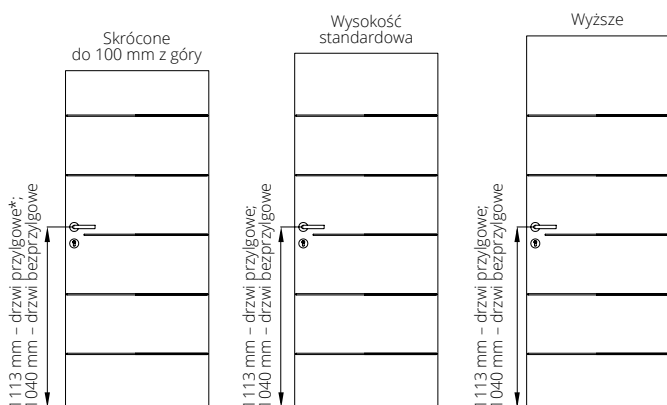 Skrócone
do 100 mm z góry
Wysokość
standardowa
Wyższe
1113 mm – drzwi przylgowe*;
1040 mm – drzwi bezprzylgowe
1113 mm – drzwi przylgowe;
1040 mm – drzwi bezprzylgowe
1113 mm – drzwi przylgowe;
1040 mm – drzwi bezprzylgowe